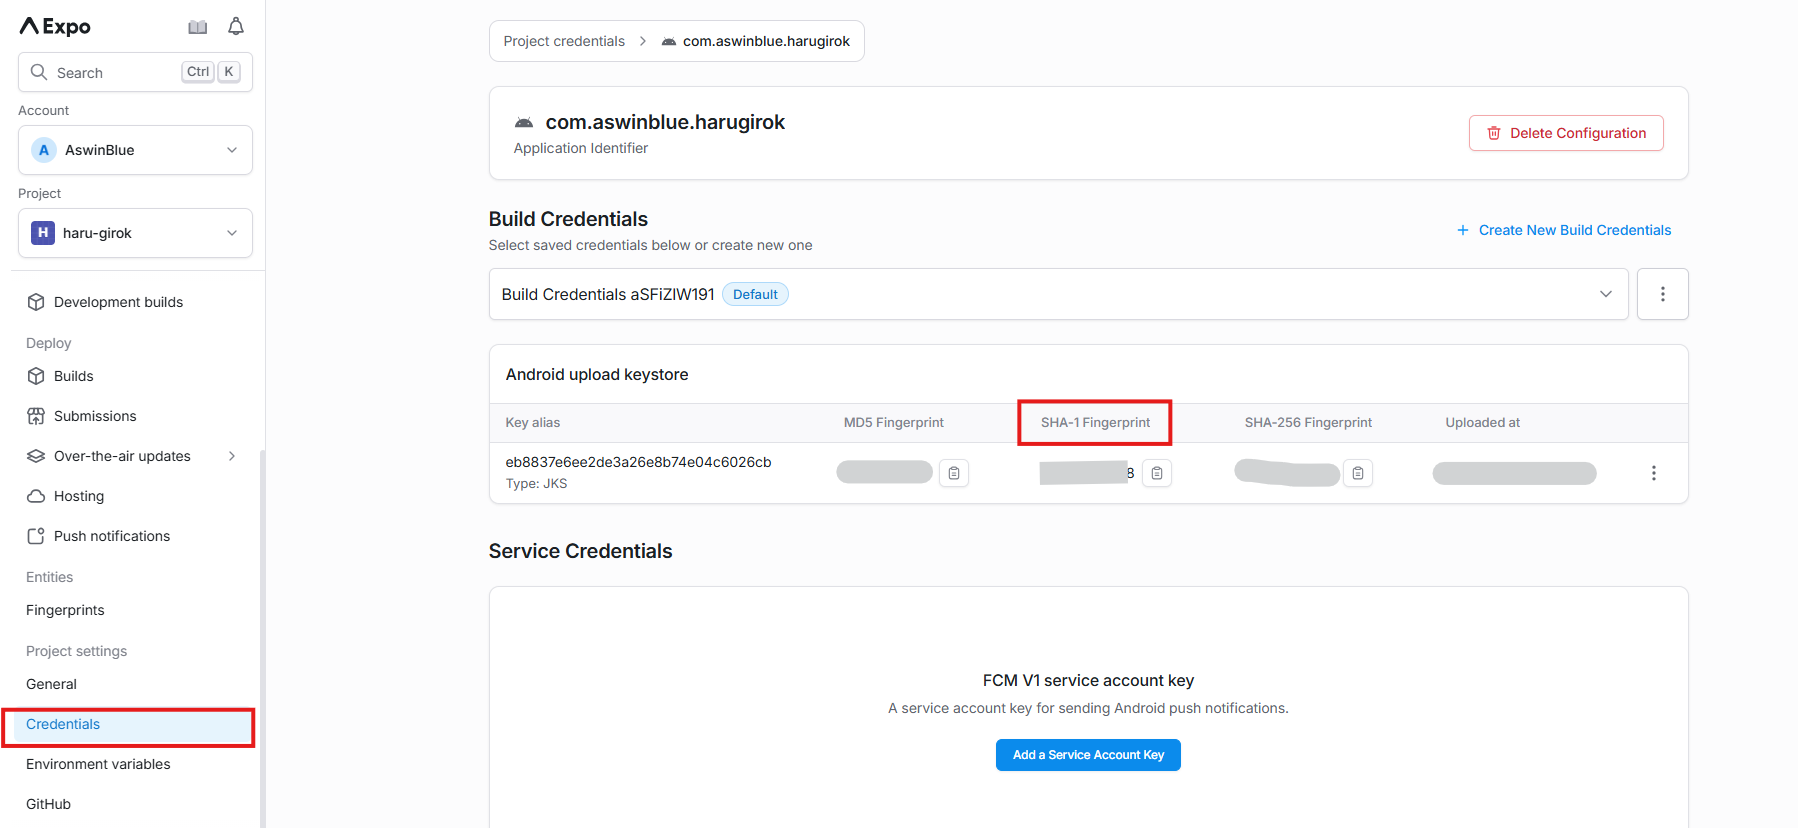 Expo
Search Ctrl K
Account
A AswinBlue
Project
H haru-girok
Development builds
Deploy
Builds
Submissions
Over-the-air updates
Hosting
Push notifications
Entities
Fingerprints
Project settings
General
Credentials
Environment variables
GitHub
Project credentials com.aswinblue.harugirok
com.aswinblue.harugirok
Application Identifier
Delete Configuration
Build Credentials
Select saved credentials below or create new one
Create New Build Credentials
Build Credentials aSFiZlW191 Default
Android upload keystore
Key alias MD5 Fingerprint SHA-1 Fingerprint SHA-256 Fingerprint Uploaded at
eb8837e6ee2de3a26e8b74e04c6026cb 8
Type: JKS
Service Credentials
FCM V1 service account key
A service account key for sending Android push notifications.
Add a Service Account Key